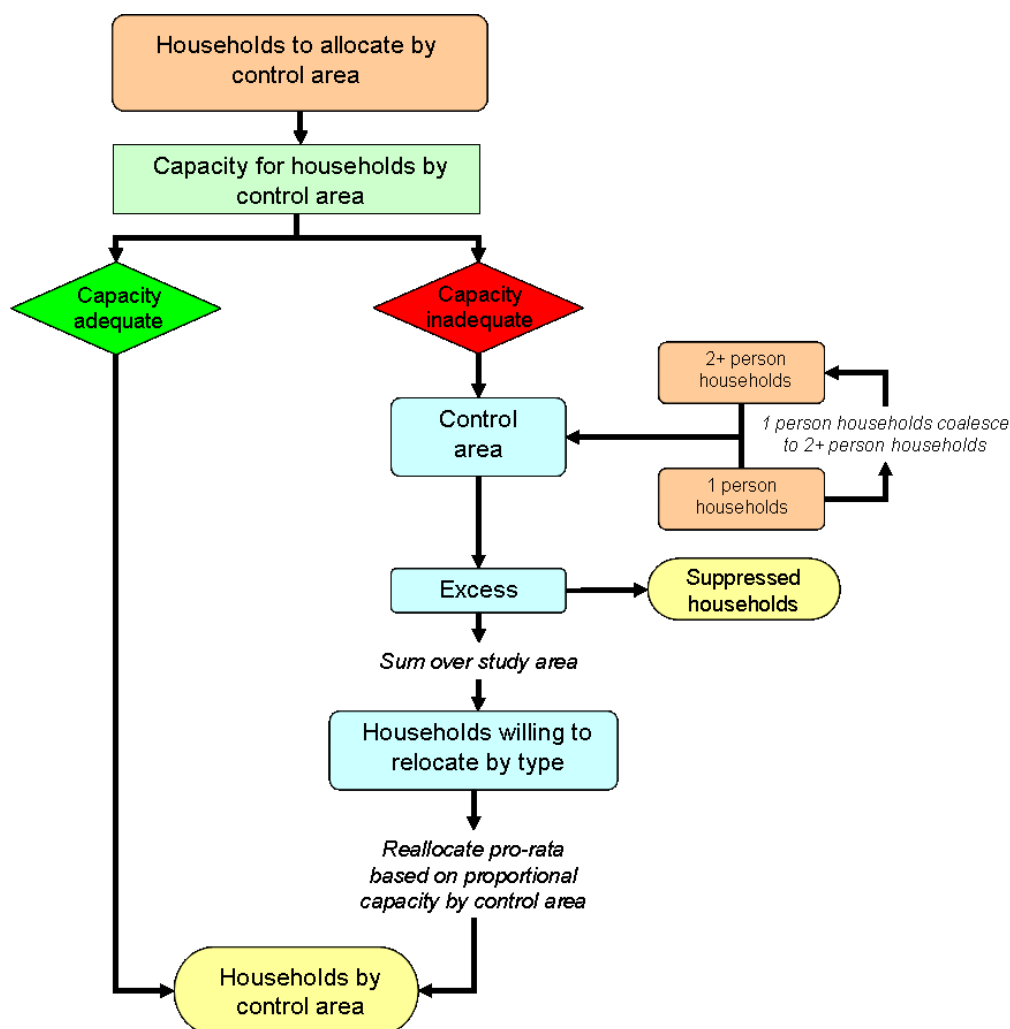 Households to allocate by
control area
Capacity for households by
control area
Capacity
adequate
Capacity
inadequate
2+ person
households
Control
area
1 person households coalesce
to 2+ person households
1 person
households
Excess
Suppressed
households
Sum over study area
Households willing to
relocate by type
Reallocate pro-rata
based on proportional
capacity by control area
Households by
control area